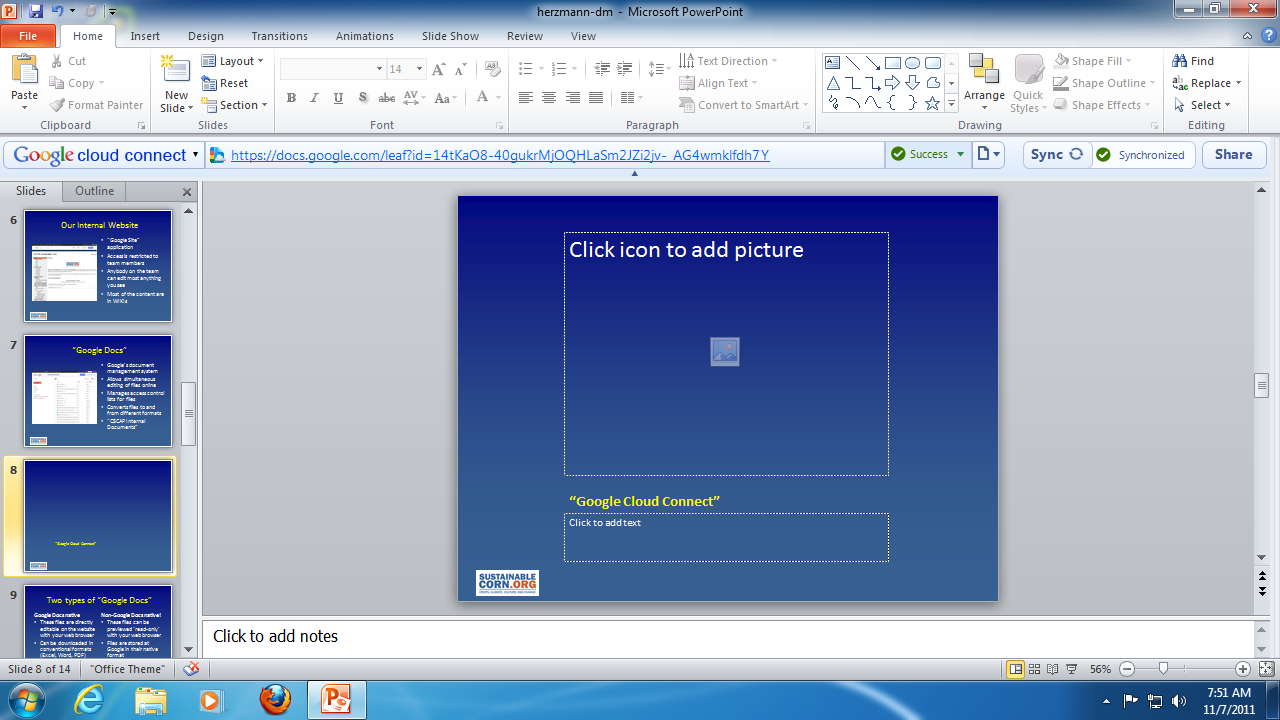 herzmann-dm - Microsoft PowerPoint
File Home Insert Design Transitions Animations Slide Show Review View
Paste
Cut
Copy
Format Painter
Clipboard
New
Slide
Layout
Reset
Section
Slides
14
Font
Text Direction
Align Text
Convert to SmartArt
Paragraph
Arrange
Quick
Styles
Shape Fill
Shape Outline
Shape Effects
Drawing
Find
Replace
Select
Editing
Google cloud connect
https://docs.google.com/leaf?id=14tKaO8-40gukrMjOQHLaSm2JZi2jv-_AG4wmklfdh7Y
Success
Sync
Synchronized
Share
Slides Outline
6
Our Internal Website
"Google Site"
application
Access is restricted to
team members
Anybody on the team
can edit most anything
you see
Most of the content are
in WIKIs
7
"Google Docs"
Google's document
management system
Allows simultaneous
editing of files online
Manages access control
lists for files
Converts files to and
from different formats
"CSCAP Internal
Documents"
8
"Google Cloud Connect"
9
Two types of "Google Docs"
Google Docs native
These files are directly
editable on the website
with your web browser
Can be downloaded in
conventional formats
(Excel, Word, PDF)
Non-Google Docs native!
These files can be
previewed 'read-only'
with your web browser
Files are stored at
Google in their native
format
Click icon to add picture
“Google Cloud Connect”
Click to add text
SUSTAINABLE
CORN.ORG
Click to add notes
Slide 8 of 14
"Office Theme"
56%
7:51 AM
11/7/2011